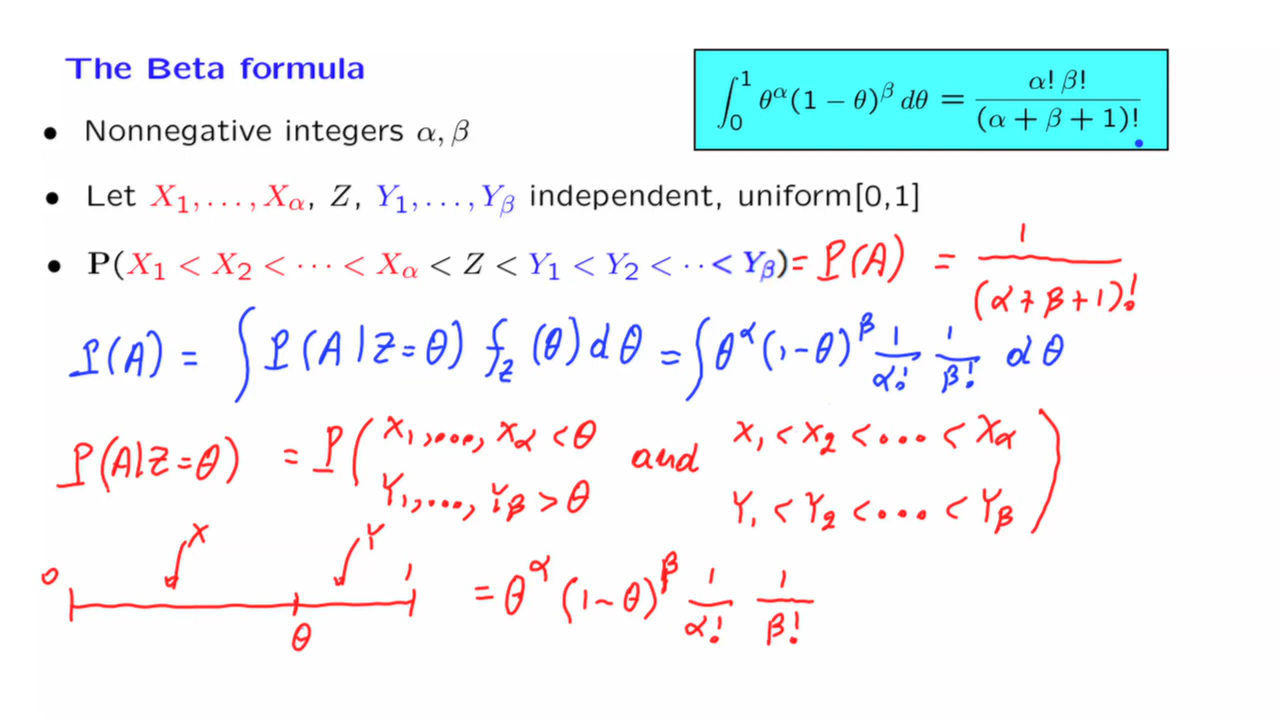 The Beta formula
∫₀¹ θ^α (1 − θ)^β dθ = α! β! / (α + β + 1)!
• Nonnegative integers α, β
• Let X₁, …, X_α, Z, Y₁, …, Y_β independent, uniform[0,1]
• P(X₁ < X₂ < ⋯ < X_α < Z < Y₁ < Y₂ < ⋯ < Y_β) = P(A) = 1 / (α + β + 1)!
P(A) = ∫ P(A | Z = θ) f_Z(θ) dθ = ∫ θ^α (1 − θ)^β 1/α! 1/β! dθ
P(A | Z = θ) = P( X₁, …, X_α < θ and X₁ < X₂ < … < X_α
Y₁, …, Y_β > θ Y₁ < Y₂ < … < Y_β )
X Y
0 1
θ
= θ^α (1 − θ)^β 1/α! 1/β!